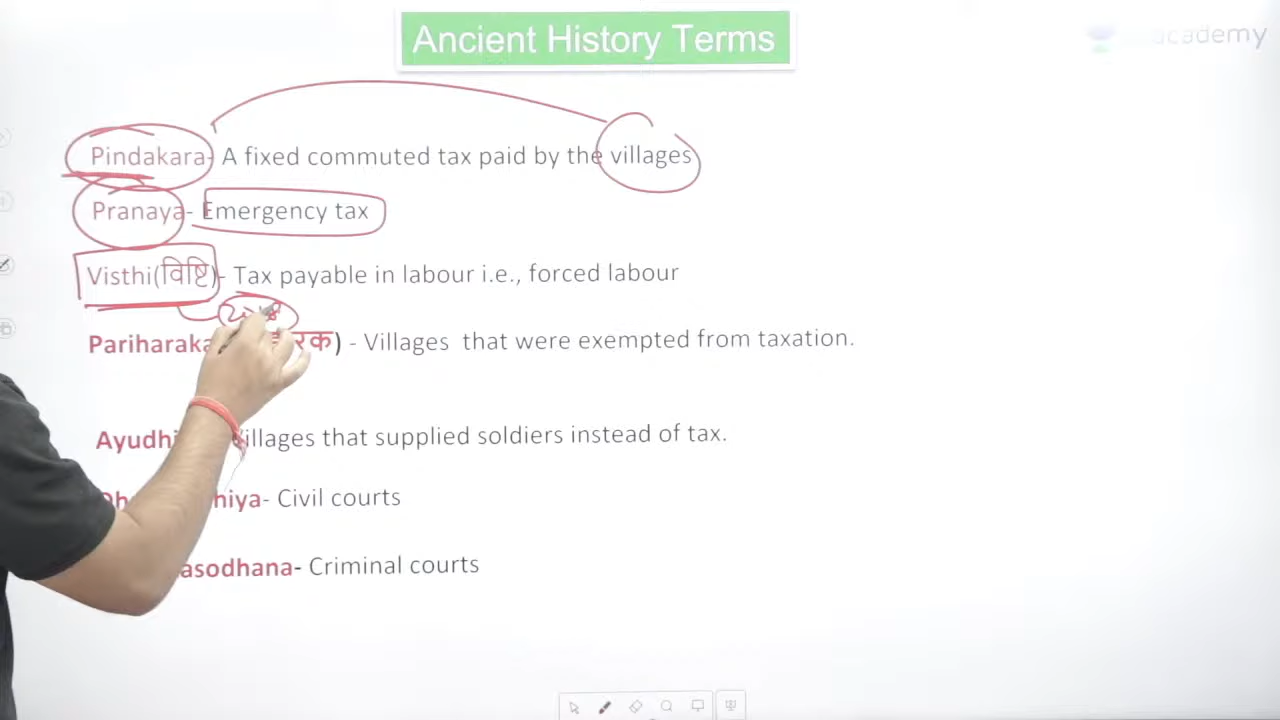 Ancient History Terms
academy
Pindakara- A fixed commuted tax paid by the villages
Pranaya- Emergency tax
Visthi(विष्टि)- Tax payable in labour i.e., forced labour
Pariharaka रक) - Villages that were exempted from taxation.
Ayudhi Villages that supplied soldiers instead of tax.
hiya- Civil courts
asodhana- Criminal courts